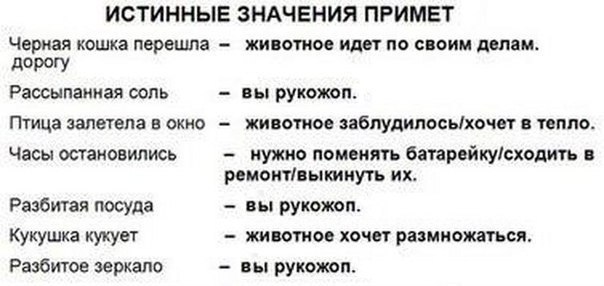 ИСТИННЫЕ ЗНАЧЕНИЯ ПРИМЕТ
Черная кошка перешла – животное идет по своим делам.
дорогу
Рассыпанная соль – вы рукожоп.
Птица залетела в окно – животное заблудилось/хочет в тепло.
Часы остановились – нужно поменять батарейку/сходить в
ремонт/выкинуть их.
Разбитая посуда – вы рукожоп.
Кукушка кукует – животное хочет размножаться.
Разбитое зеркало – вы рукожоп.